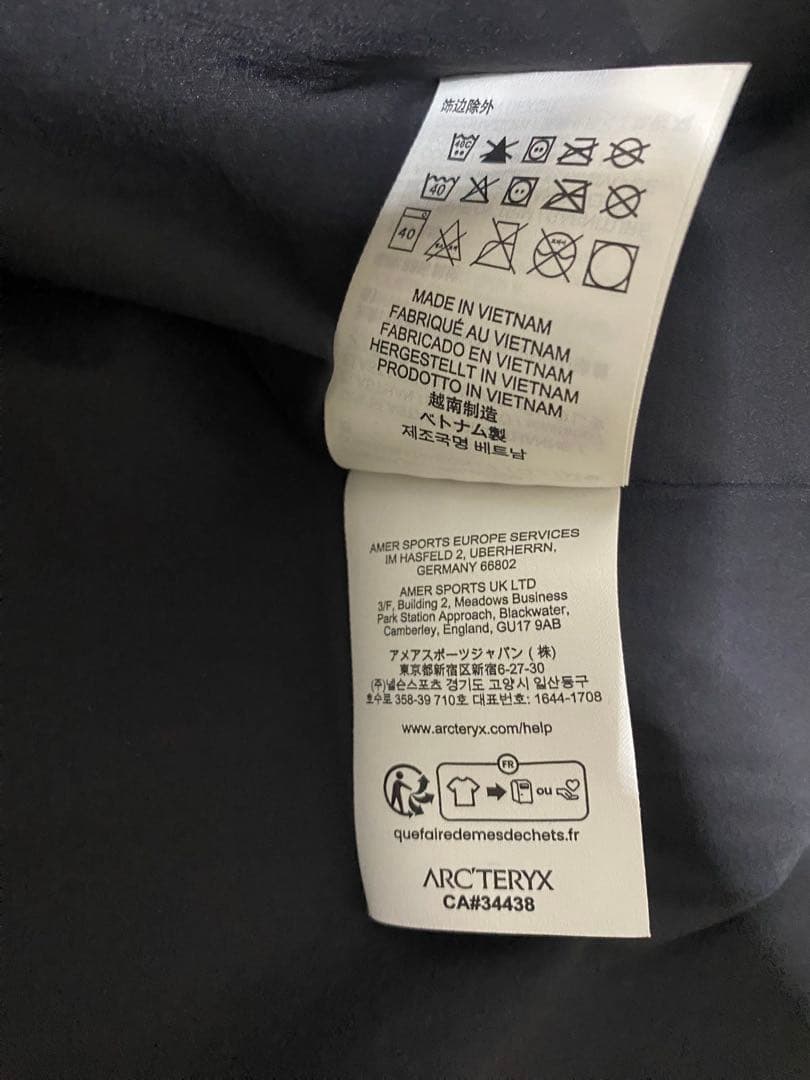 饰边除外
40C
40
40
MADE IN VIETNAM
FABRIQUÉ AU VIETNAM
FABRICADO EN VIETNAM
HERGESTELLT IN VIETNAM
PRODOTTO IN VIETNAM
越南制造
ベトナム製
제조국명 베트남
AMER SPORTS EUROPE SERVICES
IM HASFELD 2, UBERHERRN,
GERMANY 66802
AMER SPORTS UK LTD
3/F, Building 2, Meadows Business
Park Station Approach, Blackwater,
Camberley, England, GU17 9AB
アメアスポーツジャパン (株)
東京都新宿区新宿6-27-30
(주)넬슨스포츠 경기도 고양시 일산동구
호수로 358-39 710호 대표번호: 1644-1708
www.arcteryx.com/help
FR
ou
quefairedemesdechets.fr
ARC'TERYX
CA#34438